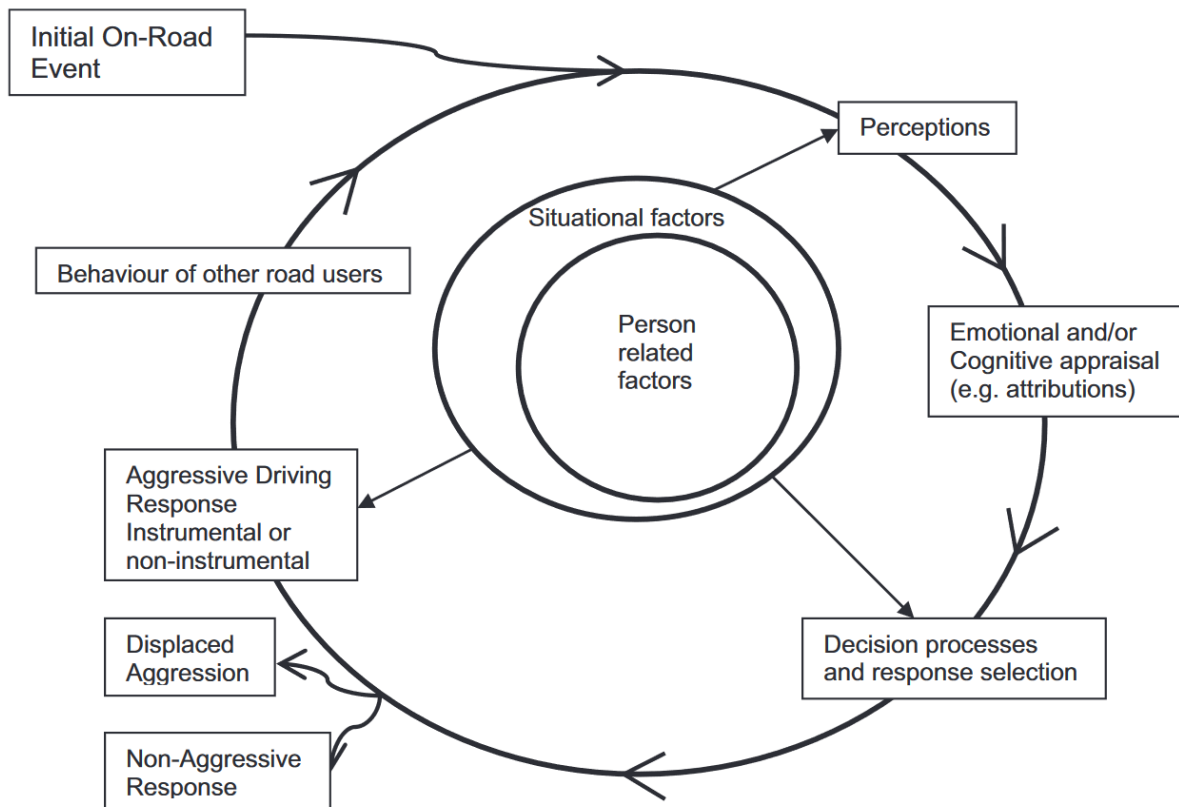 Initial On-Road
Event
Perceptions
Situational factors
Behaviour of other road users
Person
related
factors
Emotional and/or
Cognitive appraisal
(e.g. attributions)
Aggressive Driving
Response
Instrumental or
non-instrumental
Displaced
Aggression
Decision processes
and response selection
Non-Aggressive
Response